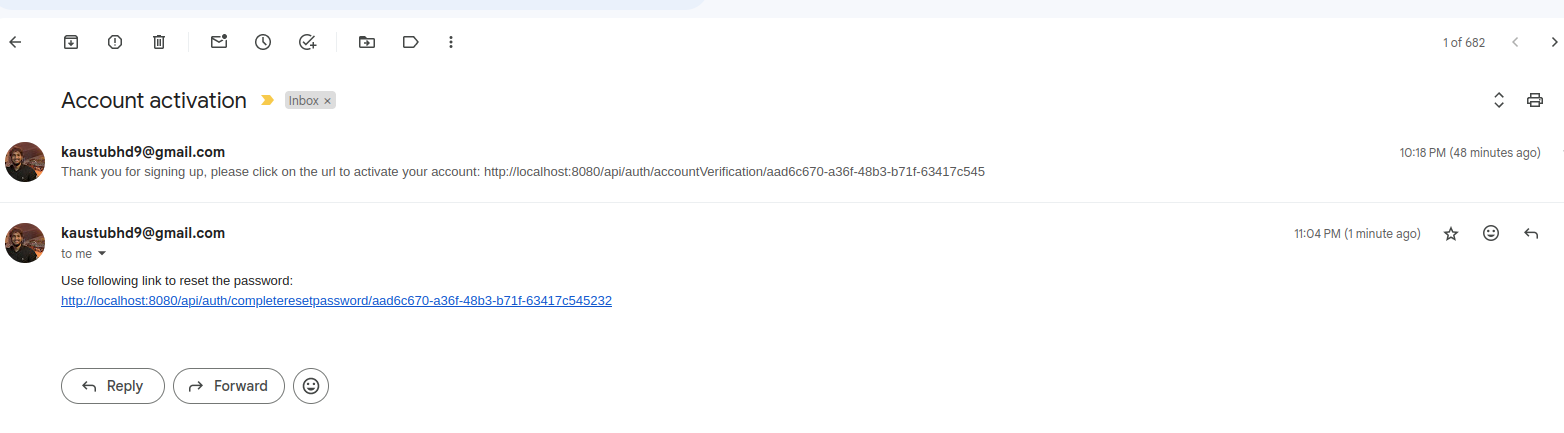 1 of 682
Account activation
Inbox ×
kaustubhd9@gmail.com
10:18 PM (48 minutes ago)
Thank you for signing up, please click on the url to activate your account: http://localhost:8080/api/auth/accountVerification/aad6c670-a36f-48b3-b71f-63417c545
kaustubhd9@gmail.com
11:04 PM (1 minute ago)
to me
Use following link to reset the password:
http://localhost:8080/api/auth/completeresetpassword/aad6c670-a36f-48b3-b71f-63417c545232
Reply
Forward